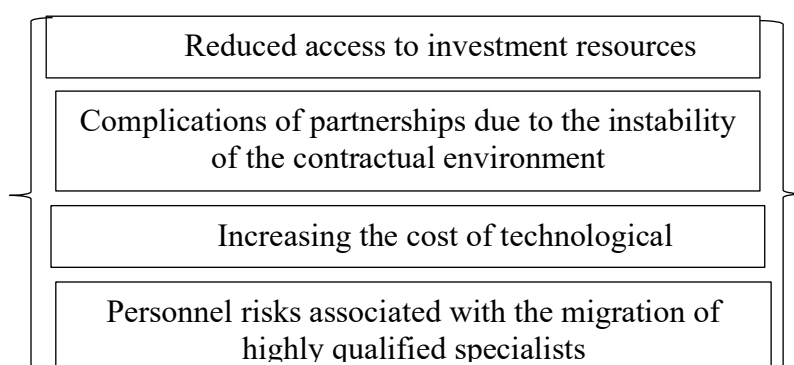 Reduced access to investment resources
Complications of partnerships due to the instability
of the contractual environment
Increasing the cost of technological
Personnel risks associated with the migration of
highly qualified specialists